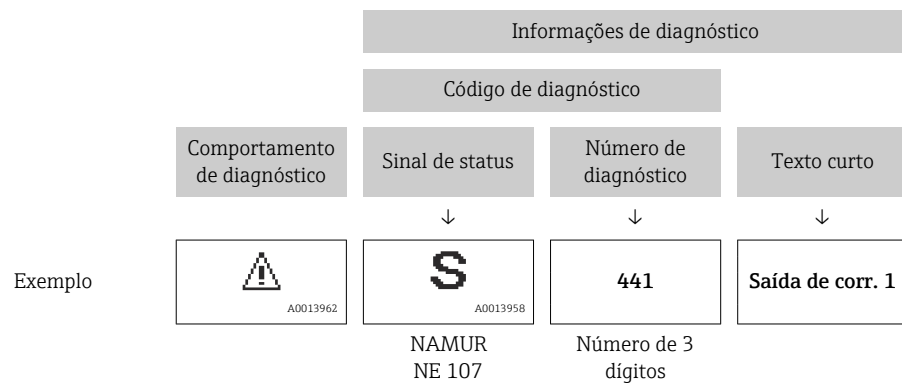 Informações de diagnóstico
Código de diagnóstico
Comportamento
de diagnóstico
Sinal de status
Número de
diagnóstico
Texto curto
↓ ↓ ↓
Exemplo
A0013962
S
A0013958
441
Saída de corr. 1
NAMUR
NE 107
Número de 3
dígitos